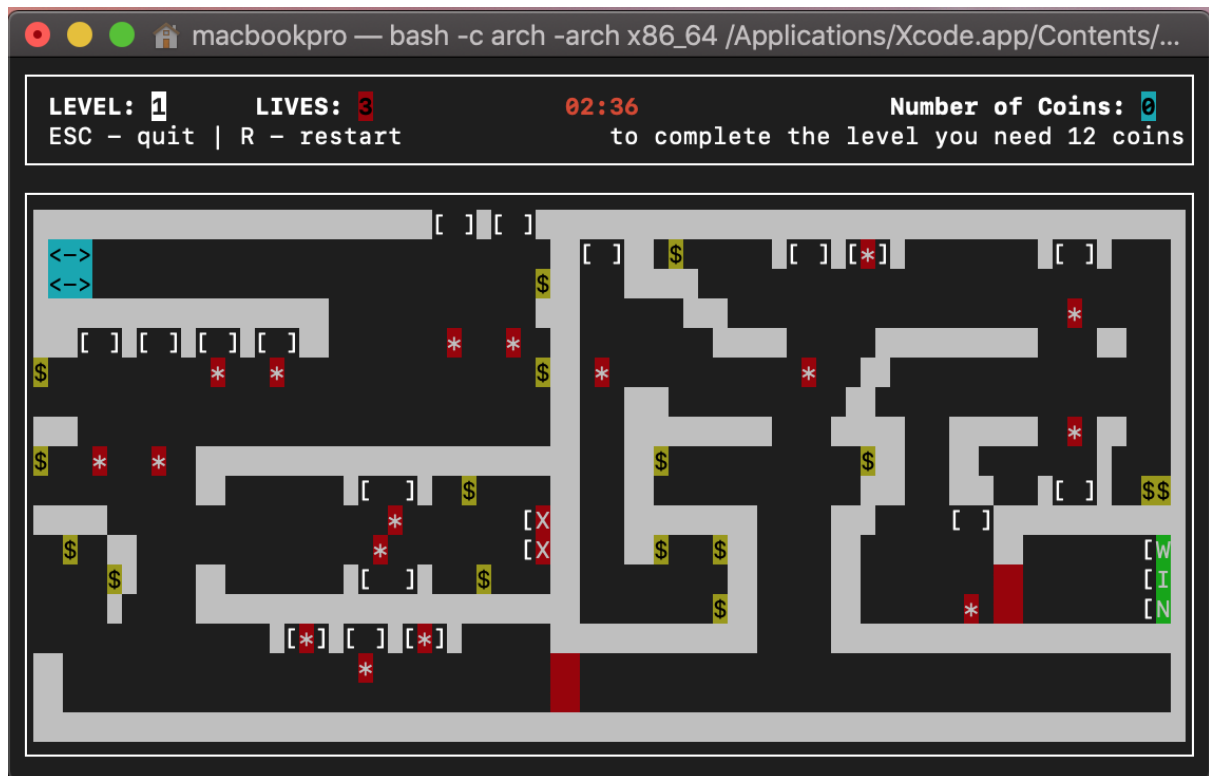 macbookpro — bash -c arch -arch x86_64 /Applications/Xcode.app/Contents/...
LEVEL: 1 LIVES: 3 02:36 Number of Coins: 0
ESC - quit | R - restart to complete the level you need 12 coins
[ ] [ ]
<-> [ ] $ [ ] [*] [ ]
<-> $
*
[ ] [ ] [ ] [ ] * *
$ * * $ * *
*
$ * * $ $
[ ] $ [ ] $$
* [X [ ]
$ * [X $ $ [W
$ [ ] $ [I
$ * [N
[*] [ ] [*]
*